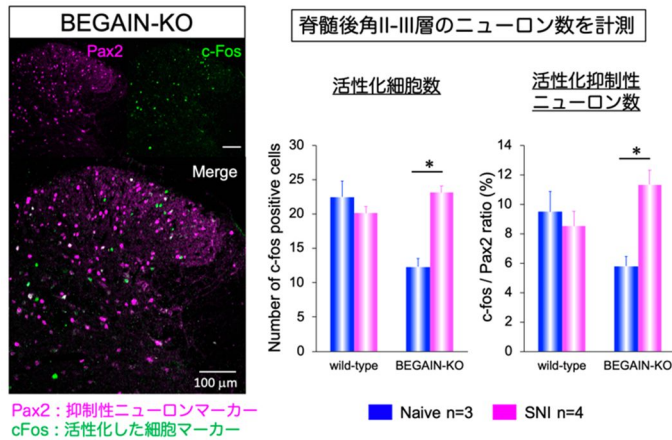 BEGAIN-KO
Pax2
c-Fos
Merge
100 μm
Pax2 : 抑制性ニューロンマーカー
cFos : 活性化した細胞マーカー
脊髄後角II-III層のニューロン数を計測
活性化細胞数
Number of c-fos positive cells
30
25
20
15
10
5
0
wild-type
BEGAIN-KO
*
活性化抑制性
ニューロン数
c-fos / Pax2 ratio (%)
14
12
10
8
6
4
2
0
wild-type
BEGAIN-KO
*
Naive n=3
SNI n=4